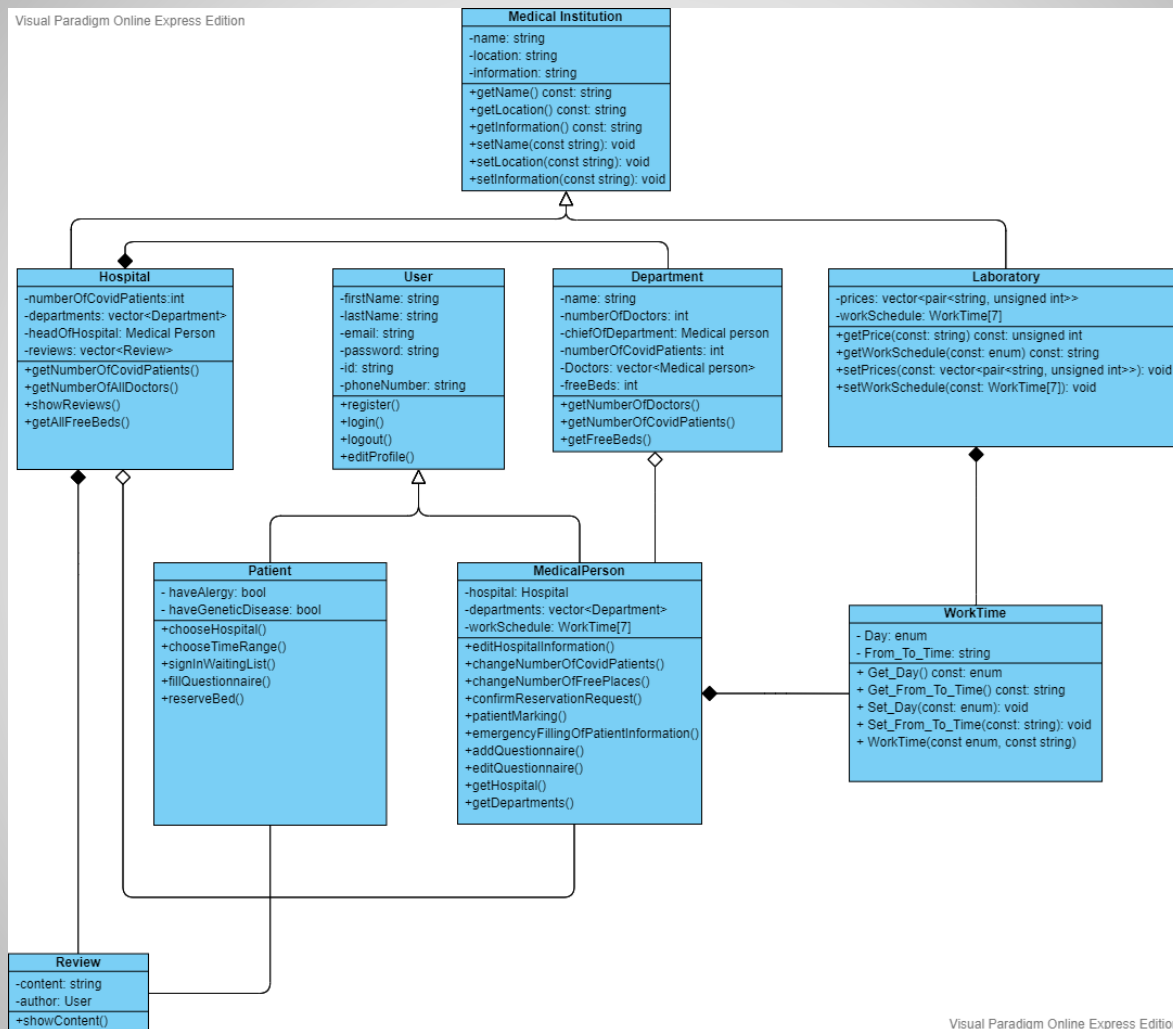 Visual Paradigm Online Express Edition
Medical Institution
-name: string
-location: string
-information: string
+getName() const: string
+getLocation() const: string
+getInformation() const: string
+setName(const string): void
+setLocation(const string): void
+setInformation(const string): void
Hospital
-numberOfCovidPatients:int
-departments: vector<Department>
-headOfHospital: Medical Person
-reviews: vector<Review>
+getNumberOfCovidPatients()
+getNumberOfAllDoctors()
+showReviews()
+getAllFreeBeds()
User
-firstName: string
-lastName: string
-email: string
-password: string
-id: string
-phoneNumber: string
+register()
+login()
+logout()
+editProfile()
Department
-name: string
-numberOfDoctors: int
-chiefOfDepartment: Medical person
-numberOfCovidPatients: int
-Doctors: vector<Medical person>
-freeBeds: int
+getNumberOfDoctors()
+getNumberOfCovidPatients()
+getFreeBeds()
Laboratory
-prices: vector<pair<string, unsigned int>>
-workSchedule: WorkTime[7]
+getPrice(const: string) const: unsigned int
+getWorkSchedule(const: enum) const: string
+setPrices(const: vector<pair<string, unsigned int>>): void
+setWorkSchedule(const: WorkTime[7]): void
Patient
- haveAlergy: bool
- haveGeneticDisease: bool
+chooseHospital()
+chooseTimeRange()
+signInWaitingList()
+fillQuestionnaire()
+reserveBed()
MedicalPerson
-hospital: Hospital
-departments: vector<Department>
-workSchedule: WorkTime[7]
+editHospitalInformation()
+changeNumberOfCovidPatients()
+changeNumberOfFreePlaces()
+confirmReservationRequest()
+patientMarking()
+emergencyFillingOfPatientInformation()
+addQuestionnaire()
+editQuestionnaire()
+getHospital()
+getDepartments()
WorkTime
- Day: enum
- From_To_Time: string
+ Get_Day() const: enum
+ Get_From_To_Time() const: string
+ Set_Day(const: enum): void
+ Set_From_To_Time(const: string): void
+ WorkTime(const enum, const string)
Review
-content: string
-author: User
+showContent()
Visual Paradigm Online Express Edition